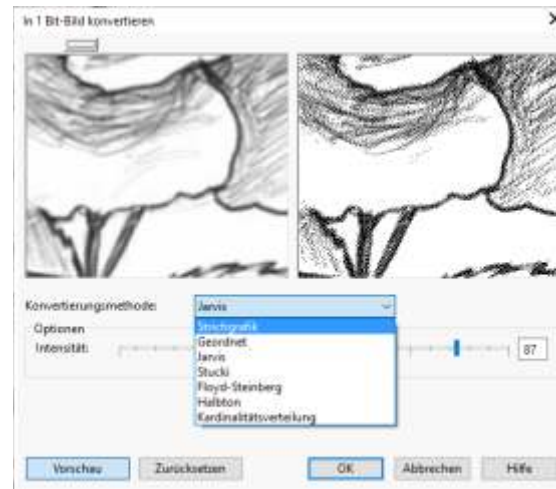 In 1 Bit-Bild konvertieren
Konvertierungsmethode: Jarvis
Strichgrafik
Optionen
Geordnet
Intensität: 87
Jarvis
Stucki
Floyd-Steinberg
Halbton
Kardinalitätsverteilung
Vorschau Zurücksetzen OK Abbrechen Hilfe